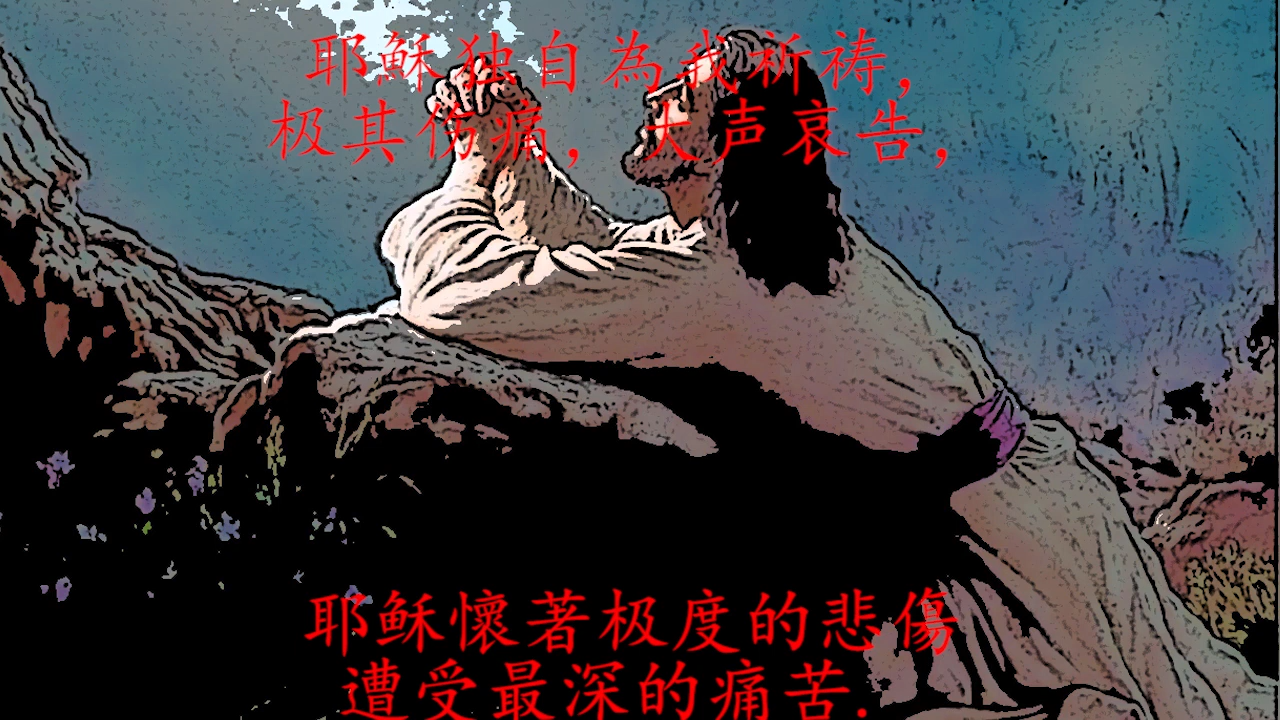 耶穌独自為我祈祷，
极其伤痛，大声哀告，
耶稣懷著极度的悲傷
遭受最深的痛苦.